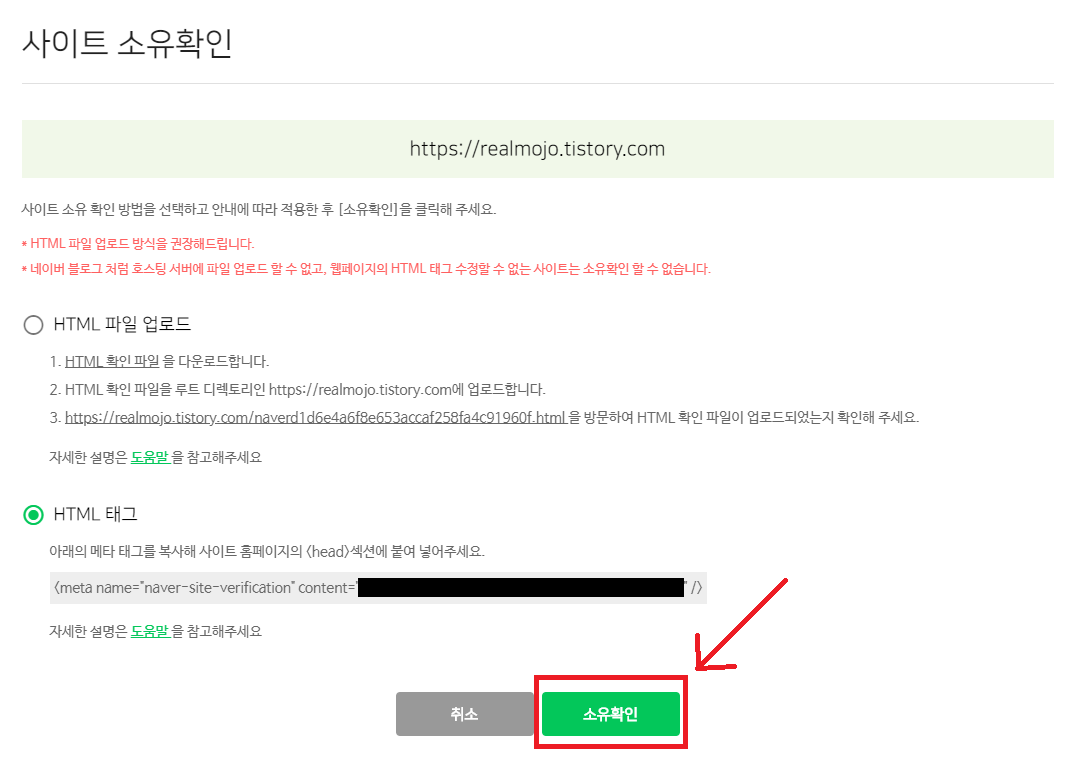 사이트 소유확인
https://realmojo.tistory.com
사이트 소유 확인 방법을 선택하고 안내에 따라 적용한 후 [소유확인]을 클릭해 주세요.
* HTML 파일 업로드 방식을 권장해드립니다.
* 네이버 블로그 처럼 호스팅 서버에 파일 업로드 할 수 없고, 웹페이지의 HTML 태그 수정할 수 없는 사이트는 소유확인 할 수 없습니다.
HTML 파일 업로드
1. HTML 확인 파일 을 다운로드합니다.
2. HTML 확인 파일을 루트 디렉토리인 https://realmojo.tistory.com에 업로드합니다.
3. https://realmojo.tistory.com/naverd1d6e4a6f8e653accaf258fa4c91960f.html 을 방문하여 HTML 확인 파일이 업로드되었는지 확인해 주세요.
자세한 설명은 도움말 을 참고해주세요
HTML 태그
아래의 메타 태그를 복사해 사이트 홈페이지의 <head>섹션에 붙여 넣어주세요.
<meta name="naver-site-verification" content=" " />
자세한 설명은 도움말 을 참고해주세요
취소 소유확인